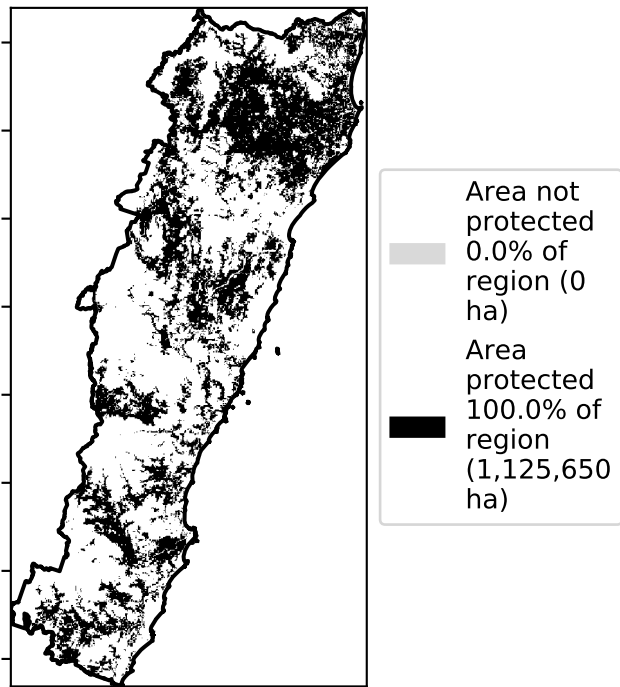 Area not
protected
0.0% of
region (0
ha)
Area
protected
100.0% of
region
(1,125,650
ha)